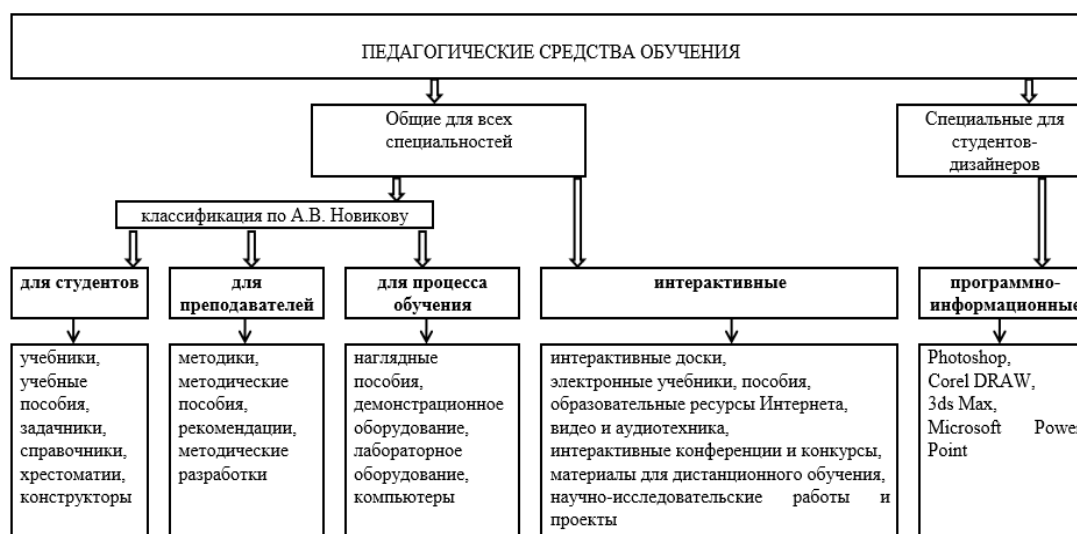 ПЕДАГОГИЧЕСКИЕ СРЕДСТВА ОБУЧЕНИЯ
Общие для всех
специальностей
Специальные для
студентов-
дизайнеров
классификация по А.В. Новикову
для студентов
для
преподавателей
для процесса
обучения
интерактивные
программно-
информационные
учебники,
учебные
пособия,
задачники,
справочники,
хрестоматии,
конструкторы
методики,
методические
пособия,
рекомендации,
методические
разработки
наглядные
пособия,
демонстрационное
оборудование,
лабораторное
оборудование,
компьютеры
интерактивные доски,
электронные учебники, пособия,
образовательные ресурсы Интернета,
видео и аудиотехника,
интерактивные конференции и конкурсы,
материалы для дистанционного обучения,
научно-исследовательские работы и
проекты
Photoshop,
Corel DRAW,
3ds Max,
Microsoft Power
Point